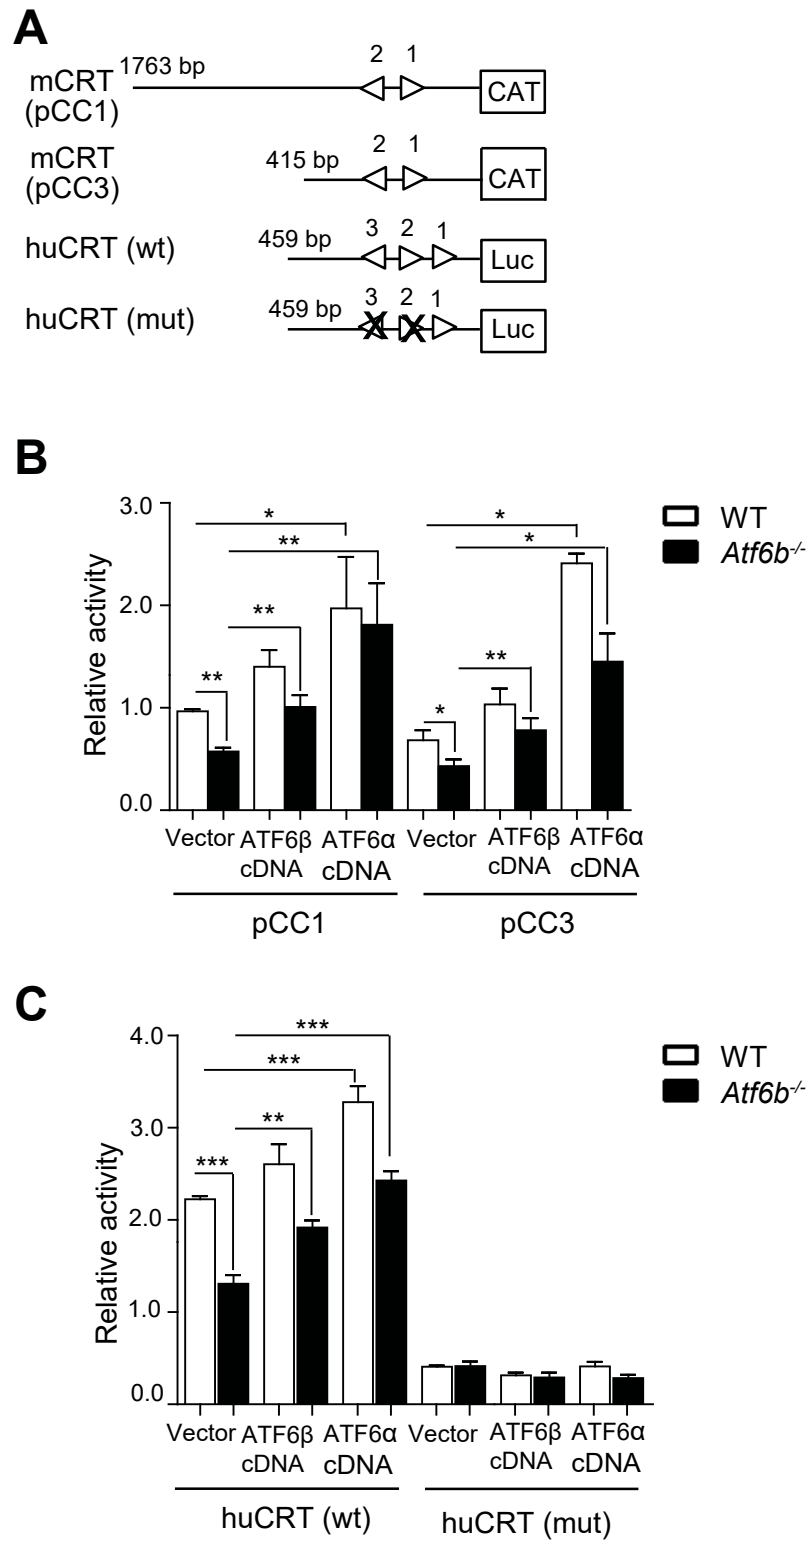 A
1763 bp
2 1
mCRT
(pCC1)
CAT
2 1
mCRT
(pCC3)
415 bp
CAT
huCRT (wt)
459 bp
3 2 1
Luc
huCRT (mut)
459 bp
3 2 1
Luc
B
Relative activity
3.0
2.0
1.0
0.0
*
**
**
**
*
*
**
*
WT
Atf6b-/-
Vector ATF6β cDNA ATF6α cDNA Vector ATF6β cDNA ATF6α cDNA
pCC1 pCC3
C
Relative activity
4.0
3.0
2.0
1.0
0.0
***
***
**
***
WT
Atf6b-/-
Vector ATF6β cDNA ATF6α cDNA Vector ATF6β cDNA ATF6α cDNA
huCRT (wt) huCRT (mut)